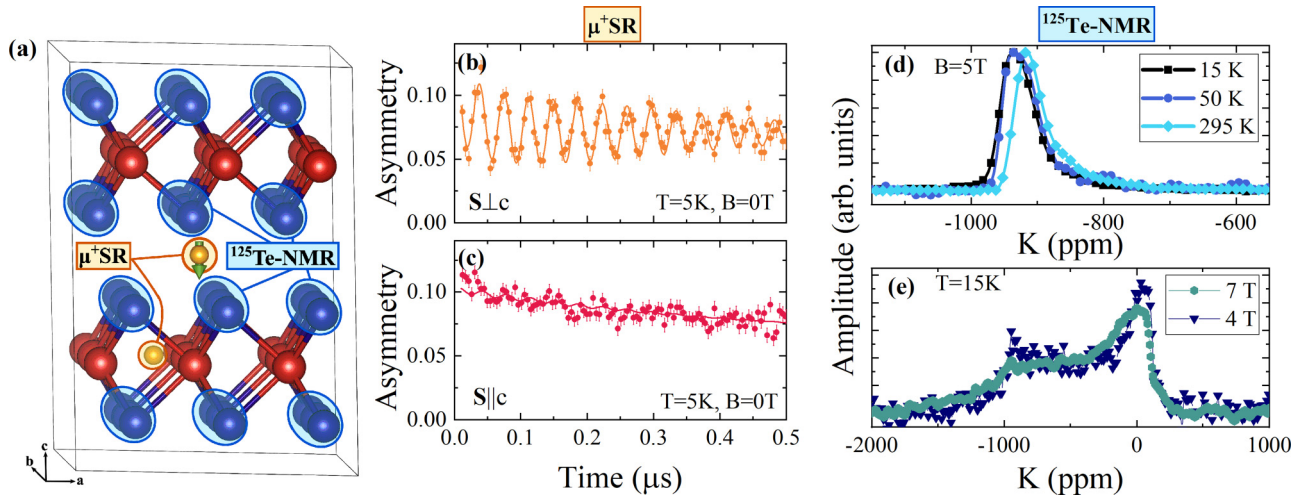 (a)
μ⁺SR
¹²⁵Te-NMR
c
b
a
μ⁺SR
(b)
Asymmetry
0.10
0.05
0.00
S⊥c
T=5K, B=0T
(c)
Asymmetry
0.10
0.05
0.00
S||c
T=5K, B=0T
0.0 0.1 0.2 0.3 0.4 0.5
Time (μs)
¹²⁵Te-NMR
(d)
B=5T
15 K
50 K
295 K
-1000 -800 -600
K (ppm)
Amplitude (arb. units)
(e)
T=15K
7 T
4 T
-2000 -1000 0 1000
K (ppm)